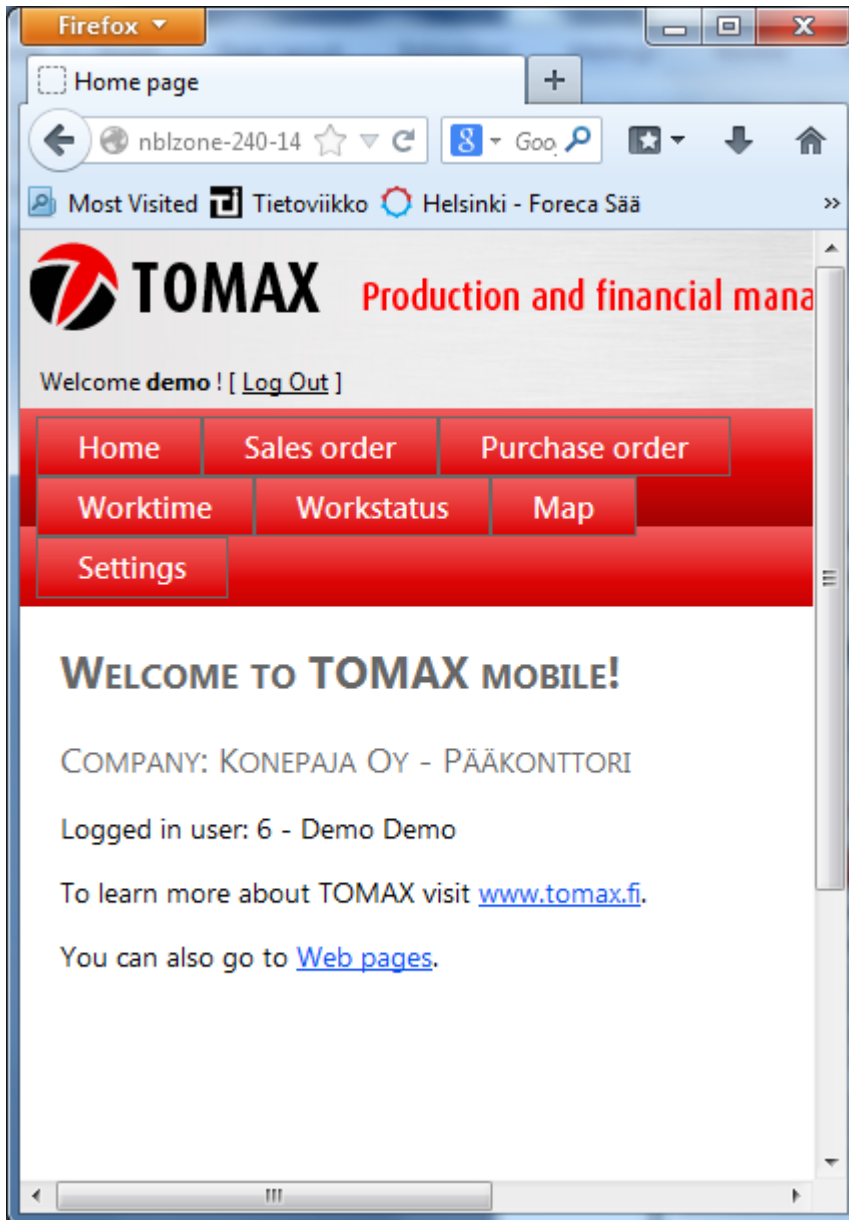 Firefox
Home page
nblzone-240-14
Goo
Most Visited Tietoviikko Helsinki - Foreca Sää
TOMAX Production and financial mana
Welcome demo ! [ Log Out ]
Home Sales order Purchase order
Worktime Workstatus Map
Settings
WELCOME TO TOMAX MOBILE!
COMPANY: KONEPAJA OY - PÄÄKONTTORI
Logged in user: 6 - Demo Demo
To learn more about TOMAX visit www.tomax.fi.
You can also go to Web pages.